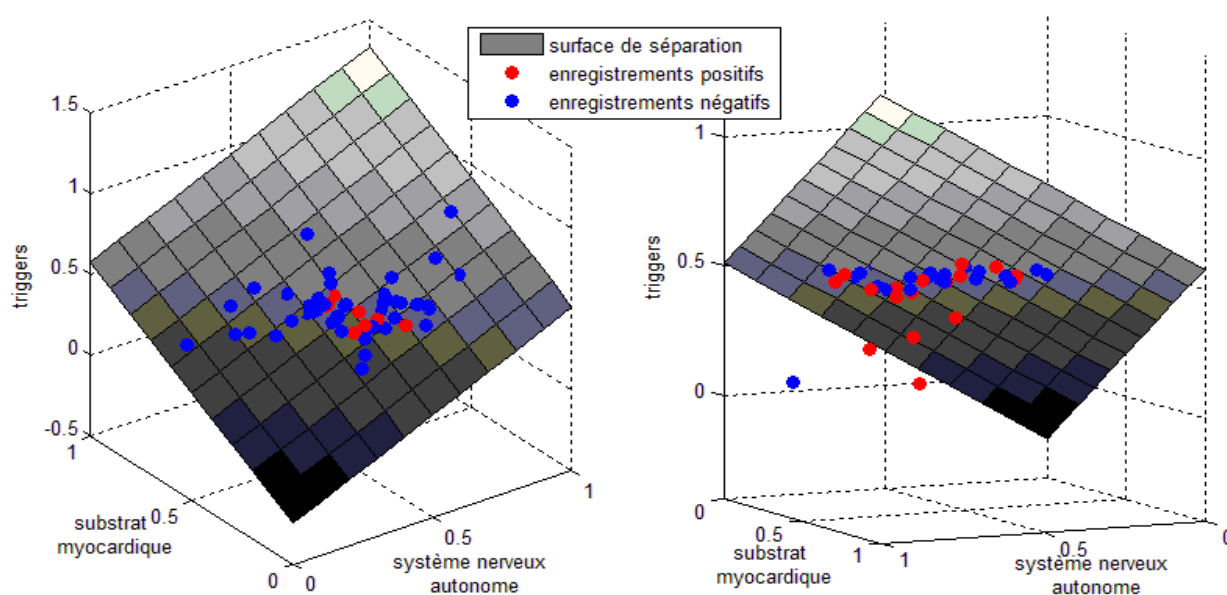 surface de séparation
enregistrements positifs
enregistrements négatifs
1.5
1
0.5
0
-0.5
triggers
1
0.5
0
substrat
myocardique
0
0.5
1
système nerveux
autonome
1
0.5
0
triggers
0
0.5
1
substrat
myocardique
1
0.5
0
système nerveux
autonome